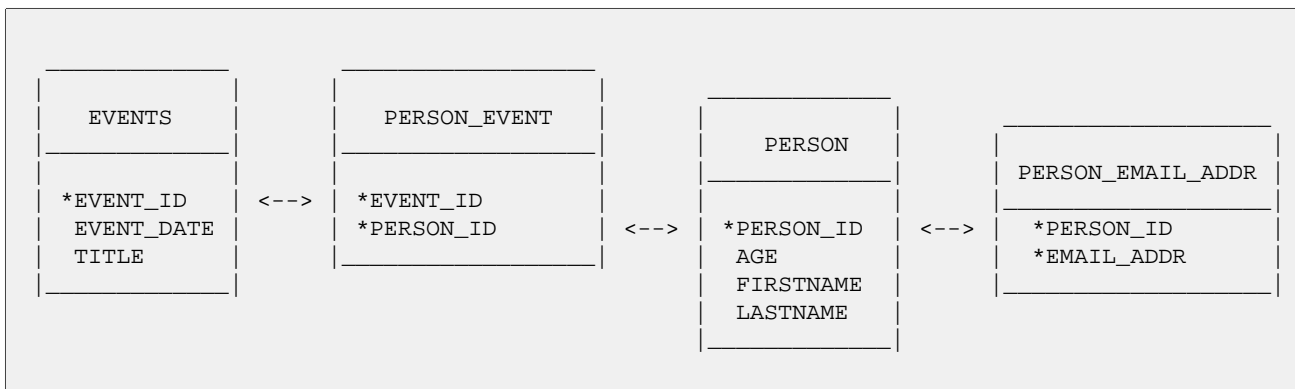 EVENTS
*EVENT_ID
EVENT_DATE
TITLE
<-->
PERSON_EVENT
*EVENT_ID
*PERSON_ID
<-->
PERSON
*PERSON_ID
AGE
FIRSTNAME
LASTNAME
<-->
PERSON_EMAIL_ADDR
*PERSON_ID
*EMAIL_ADDR